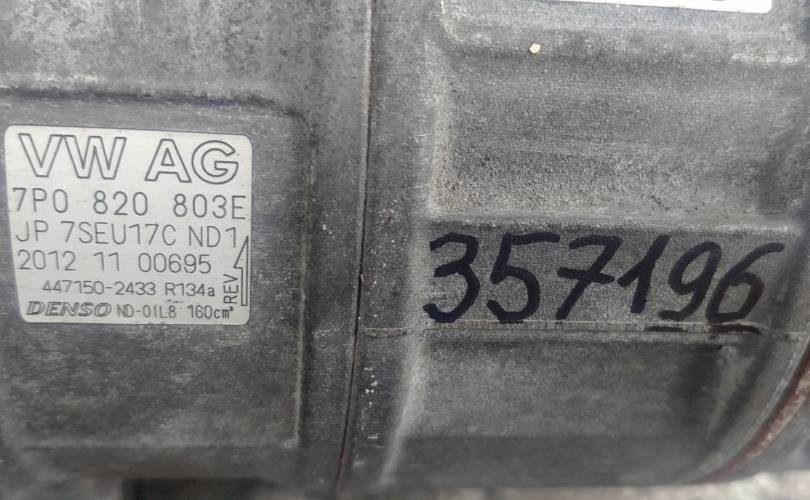 VW AG
7P0 820 803E
JP 7SEU17C ND1
2012 11 00695
447150-2433 R134a
REV
DENSO ND-OIL8 160cm³
357196